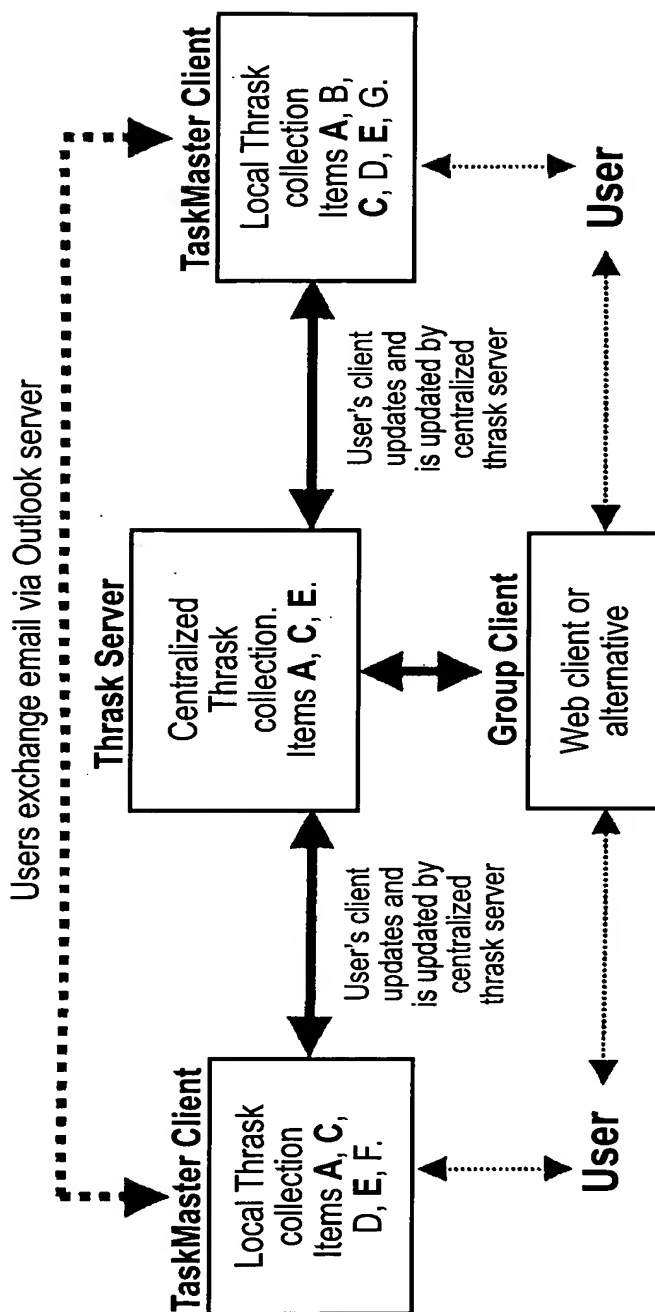 Users exchange email via Outlook server
TaskMaster Client
Local Thrask
collection
Items A, C,
D, E, F.
User's client
updates and
is updated by
centralized
thrask server
Thrask Server
Centralized
Thrask
collection.
Items A, C, E.
User's client
updates and
is updated by
centralized
thrask server
TaskMaster Client
Local Thrask
collection
Items A, B,
C, D, E, G.
User
Group Client
Web client or
alternative
User